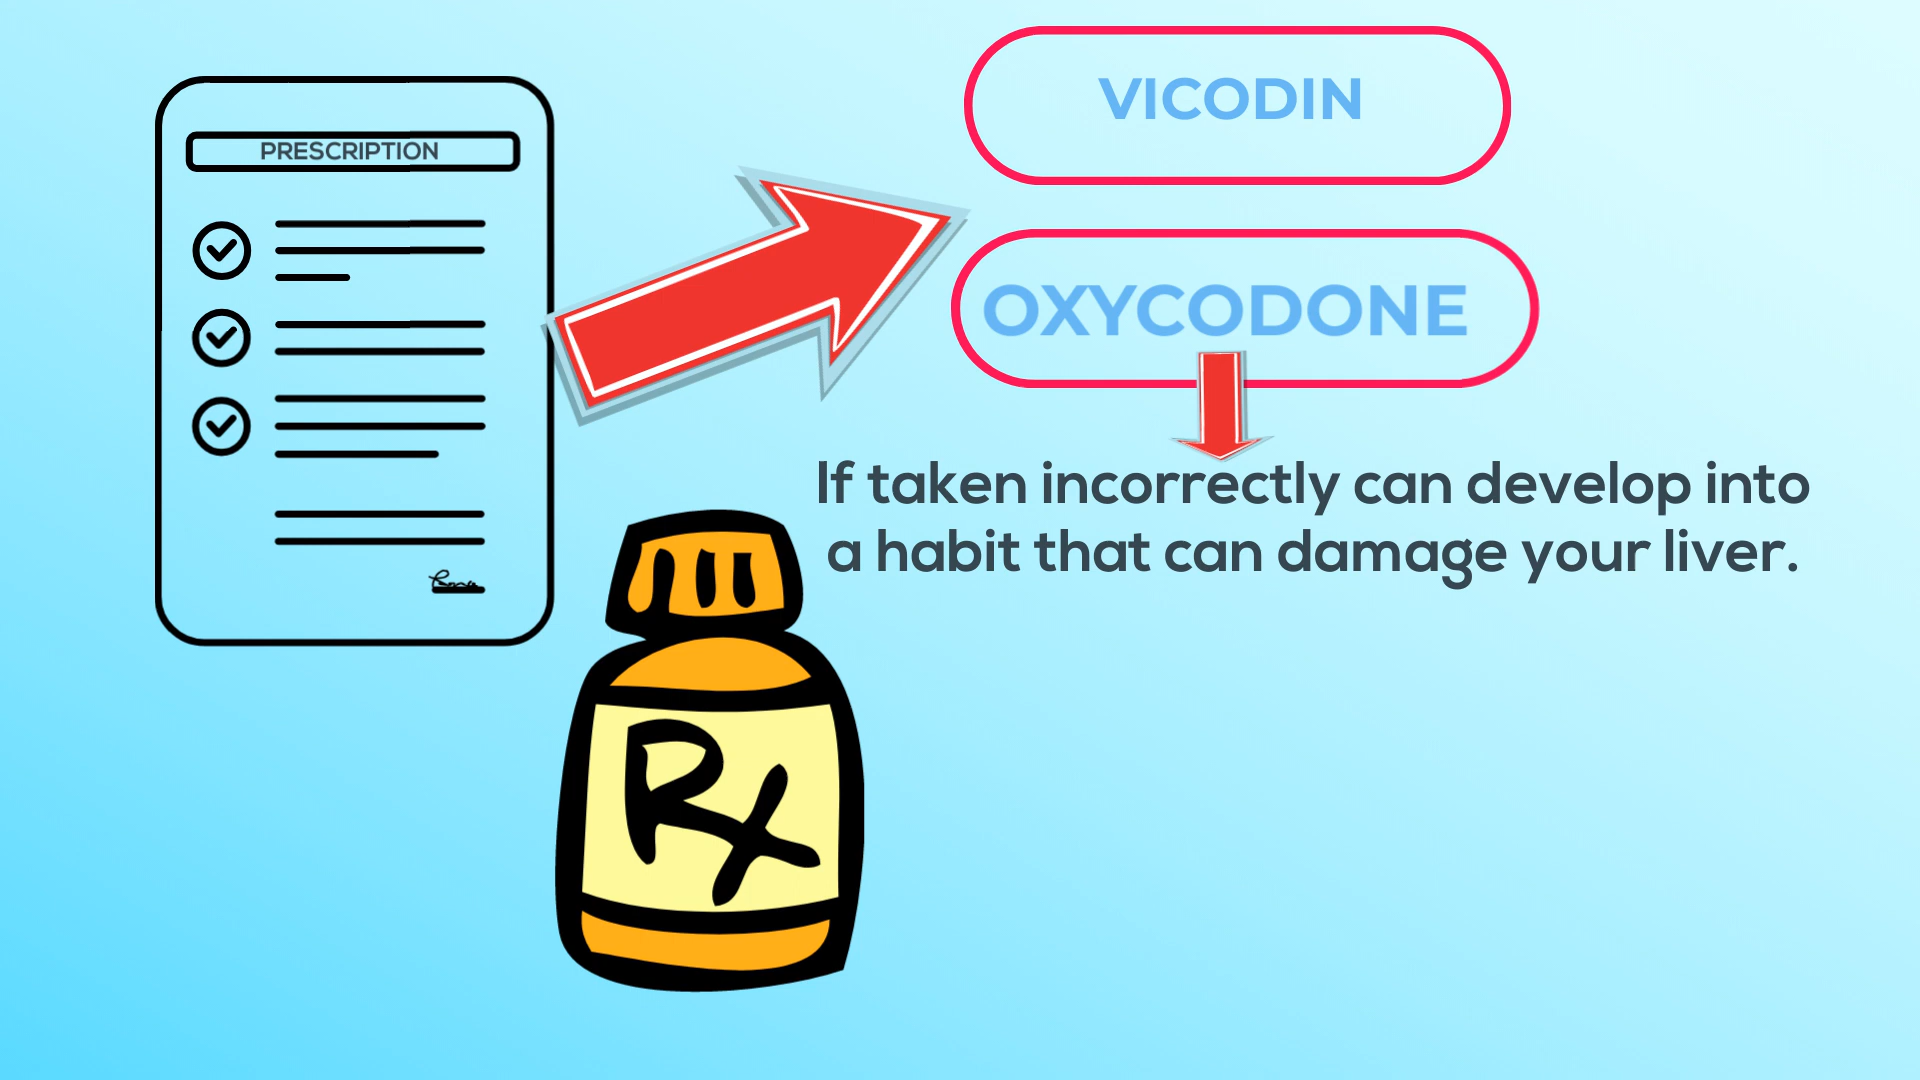 PRESCRIPTION
VICODIN
OXYCODONE
If taken incorrectly can develop into
a habit that can damage your liver.
Rx